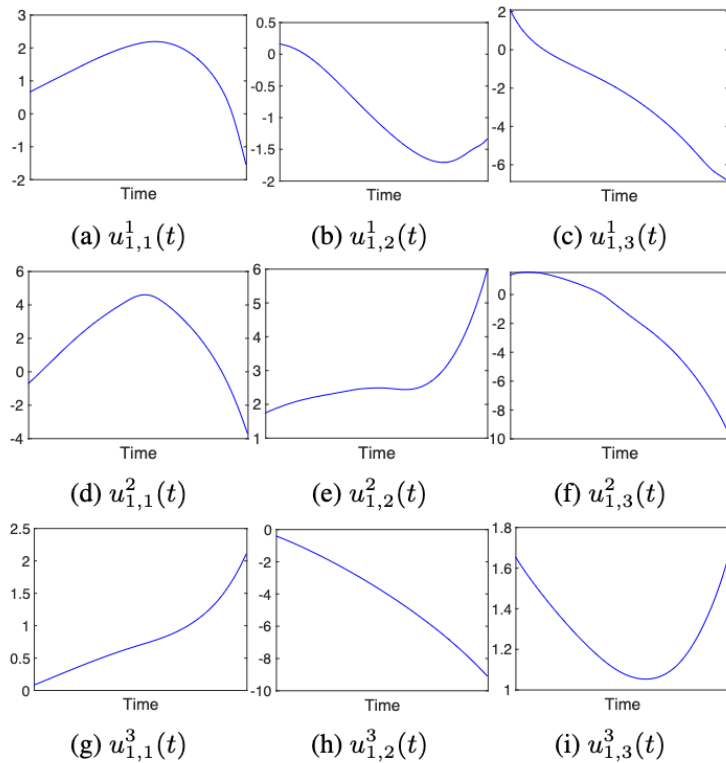 3
2
1
0
-1
-2
Time
(a) u^1_{1,1}(t)
0.5
0
-0.5
-1
-1.5
-2
Time
(b) u^1_{1,2}(t)
2
0
-2
-4
-6
Time
(c) u^1_{1,3}(t)
6
4
2
0
-2
-4
Time
(d) u^2_{1,1}(t)
6
5
4
3
2
1
Time
(e) u^2_{1,2}(t)
0
-2
-4
-6
-8
10
Time
(f) u^2_{1,3}(t)
2.5
2
1.5
1
0.5
0
Time
(g) u^3_{1,1}(t)
0
-2
-4
-6
-8
-10
Time
(h) u^3_{1,2}(t)
1.8
1.6
1.4
1.2
1
Time
(i) u^3_{1,3}(t)